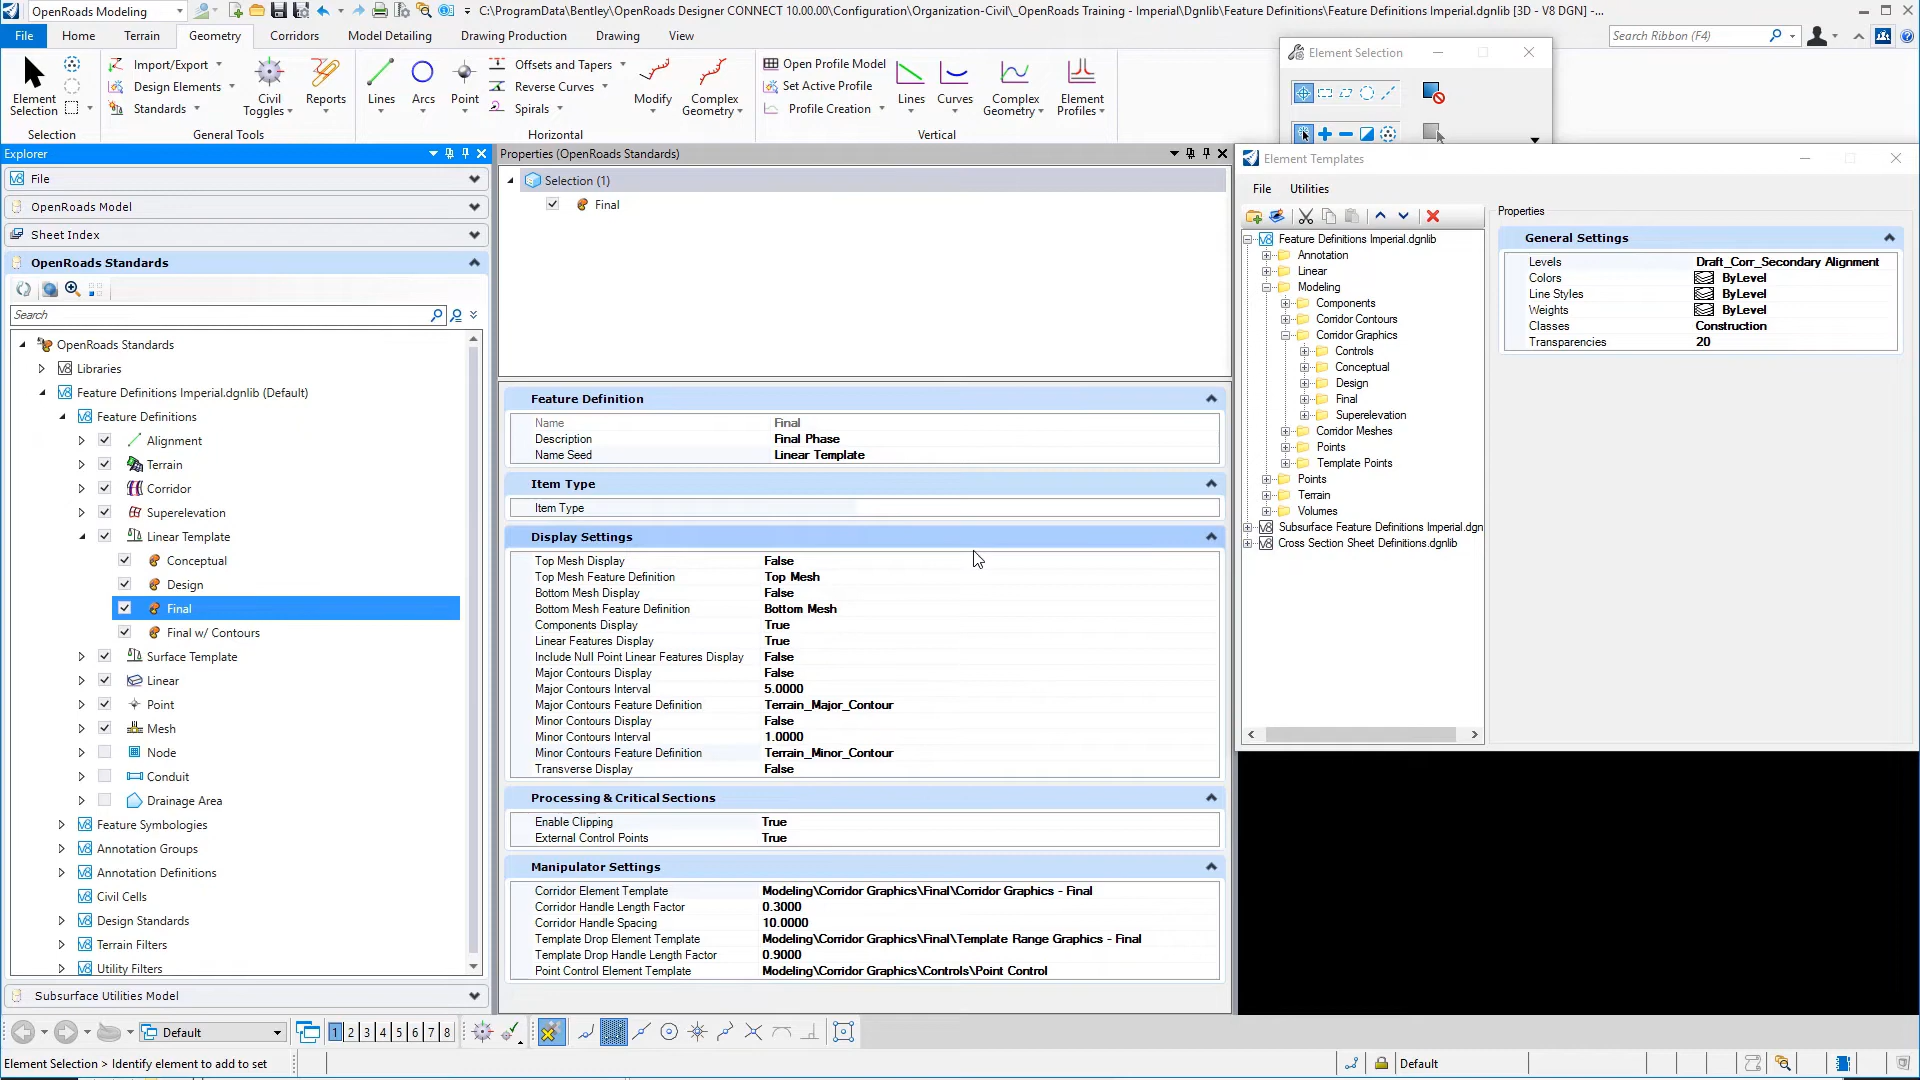 OpenRoads Modeling
C:\ProgramData\Bentley\OpenRoads Designer CONNECT 10.00.00\Configuration\Organization-Civil\_OpenRoads Training - Imperial\Dgnlib\Feature Definitions\Feature Definitions Imperial.dgnlib [3D - V8 DGN] -...
File Home Terrain Geometry Corridors Model Detailing Drawing Production Drawing View
Search Ribbon (F4)
Element Selection
Import/Export
Design Elements
Standards
Civil Toggles
Reports
Lines
Arcs
Point
Offsets and Tapers
Reverse Curves
Spirals
Modify
Complex Geometry
Open Profile Model
Set Active Profile
Profile Creation
Lines
Curves
Complex Geometry
Element Profiles
Selection General Tools Horizontal Vertical
Element Selection
Explorer
File
OpenRoads Model
Sheet Index
OpenRoads Standards
Search
OpenRoads Standards
Libraries
Feature Definitions Imperial.dgnlib (Default)
Feature Definitions
Alignment
Terrain
Corridor
Superelevation
Linear Template
Conceptual
Design
Final
Final w/ Contours
Surface Template
Linear
Point
Mesh
Node
Conduit
Drainage Area
Feature Symbologies
Annotation Groups
Annotation Definitions
Civil Cells
Design Standards
Terrain Filters
Utility Filters
Subsurface Utilities Model
Properties (OpenRoads Standards)
Selection (1)
Final
Feature Definition
Name Final
Description Final Phase
Name Seed Linear Template
Item Type
Item Type
Display Settings
Top Mesh Display False
Top Mesh Feature Definition Top Mesh
Bottom Mesh Display False
Bottom Mesh Feature Definition Bottom Mesh
Components Display True
Linear Features Display True
Include Null Point Linear Features Display False
Major Contours Display False
Major Contours Interval 5.0000
Major Contours Feature Definition Terrain_Major_Contour
Minor Contours Display False
Minor Contours Interval 1.0000
Minor Contours Feature Definition Terrain_Minor_Contour
Transverse Display False
Processing & Critical Sections
Enable Clipping True
External Control Points True
Manipulator Settings
Corridor Element Template Modeling\Corridor Graphics\Final\Corridor Graphics - Final
Corridor Handle Length Factor 0.3000
Corridor Handle Spacing 10.0000
Template Drop Element Template Modeling\Corridor Graphics\Final\Template Range Graphics - Final
Template Drop Handle Length Factor 0.9000
Point Control Element Template Modeling\Corridor Graphics\Controls\Point Control
Element Templates
File Utilities
Feature Definitions Imperial.dgnlib
Annotation
Linear
Modeling
Components
Corridor Contours
Corridor Graphics
Controls
Conceptual
Design
Final
Superelevation
Corridor Meshes
Points
Template Points
Points
Terrain
Volumes
Subsurface Feature Definitions Imperial.dgn
Cross Section Sheet Definitions.dgnlib
Properties
General Settings
Levels Draft_Corr_Secondary Alignment
Colors ByLevel
Line Styles ByLevel
Weights ByLevel
Classes Construction
Transparencies 20
Default
1 2 3 4 5 6 7 8
Element Selection > Identify element to add to set
Default